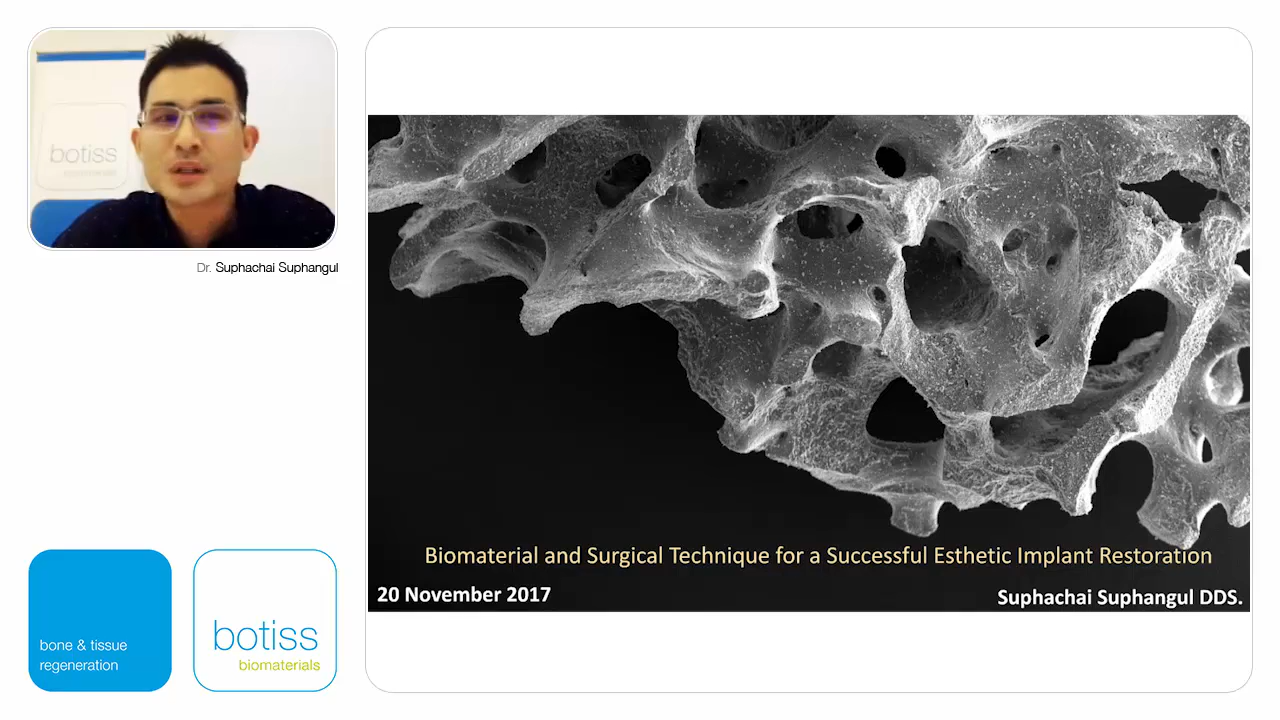 botiss
Dr. Suphachai Suphangul
bone & tissue
regeneration
botiss
biomaterials
Biomaterial and Surgical Technique for a Successful Esthetic Implant Restoration
20 November 2017
Suphachai Suphangul DDS.